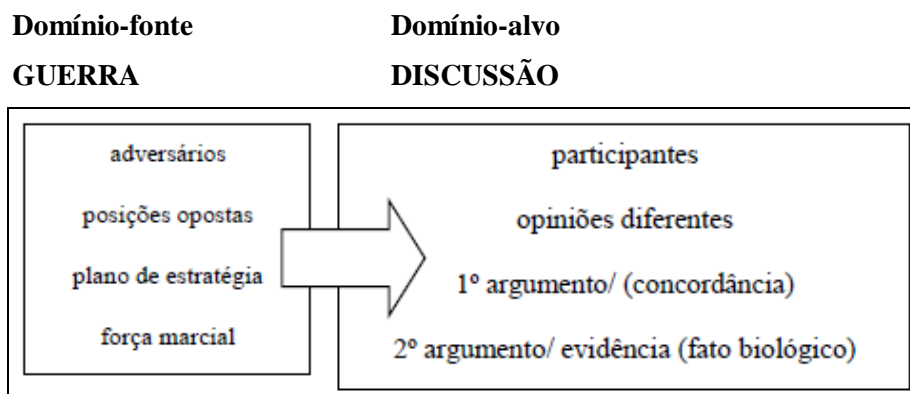 Domínio-fonte Domínio-alvo
GUERRA DISCUSSÃO
adversários participantes
posições opostas opiniões diferentes
plano de estratégia 1º argumento/ (concordância)
força marcial 2º argumento/ evidência (fato biológico)